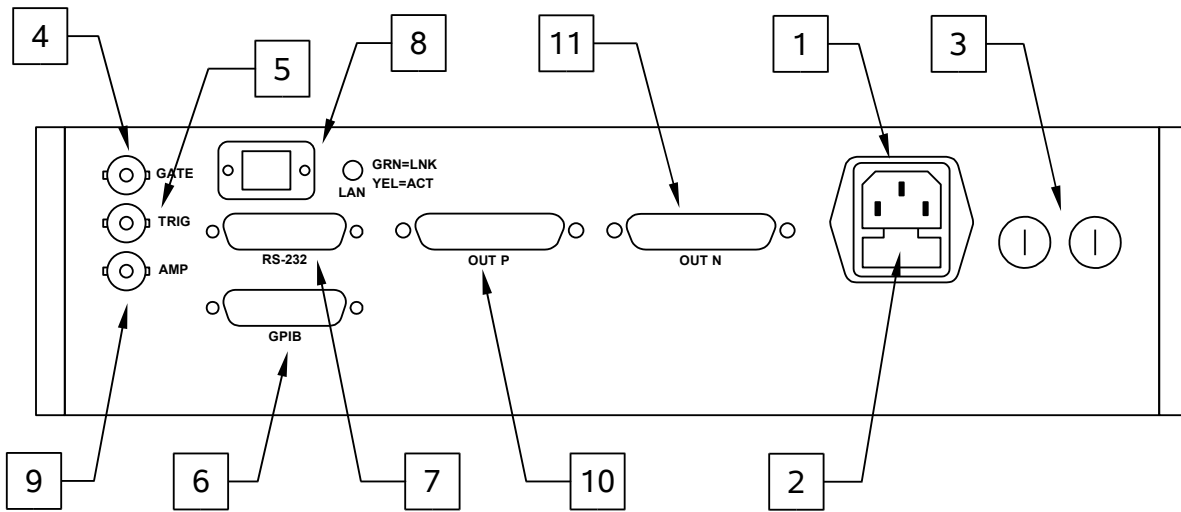 4
5
8
11
1
3
GATE
TRIG
AMP
GRN=LNK
LAN YEL=ACT
RS-232
OUT P
OUT N
GPIB
9
6
7
10
2